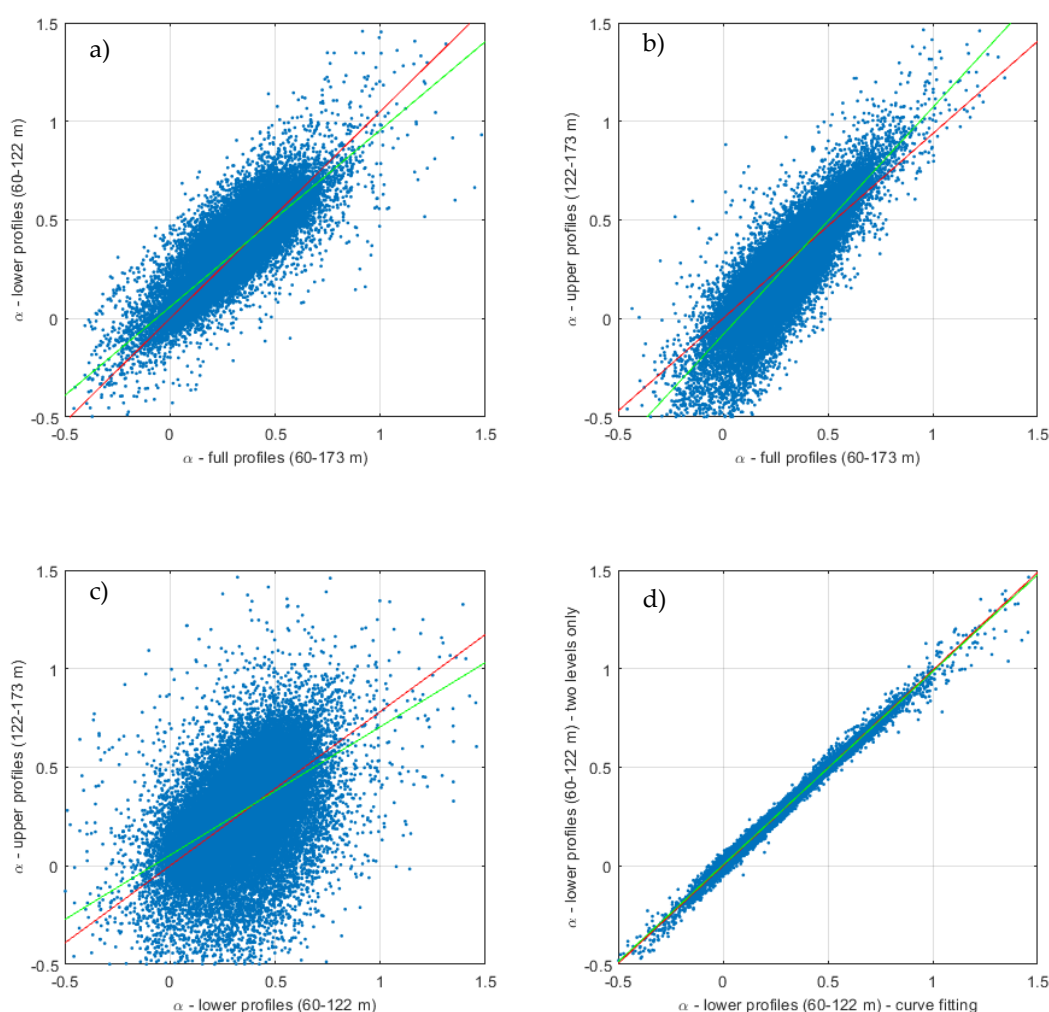 a)
1.5
1
0.5
0
-0.5
α - lower profiles (60-122 m)
-0.5 0 0.5 1 1.5
α - full profiles (60-173 m)
b)
1.5
1
0.5
0
-0.5
α - upper profiles (122-173 m)
-0.5 0 0.5 1 1.5
α - full profiles (60-173 m)
c)
1.5
1
0.5
0
-0.5
α - upper profiles (122-173 m)
-0.5 0 0.5 1 1.5
α - lower profiles (60-122 m)
d)
1.5
1
0.5
0
-0.5
α - lower profiles (60-122 m) - two levels only
-0.5 0 0.5 1 1.5
α - lower profiles (60-122 m) - curve fitting